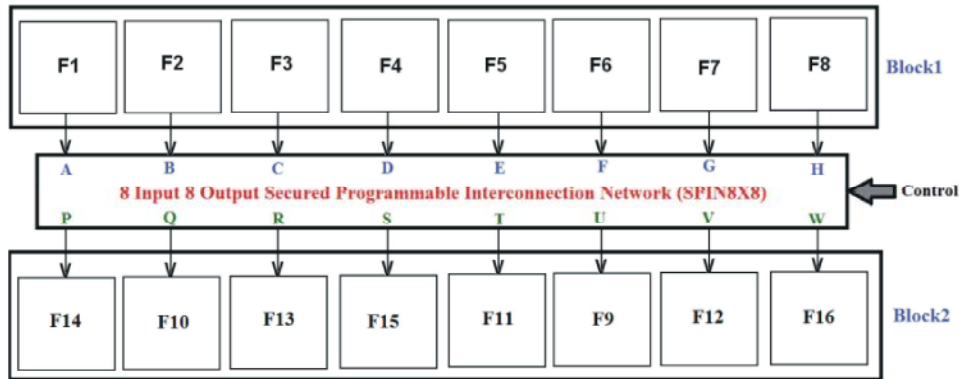 F1 F2 F3 F4 F5 F6 F7 F8
Block1
A B C D E F G H
8 Input 8 Output Secured Programmable Interconnection Network (SPIN8X8)
Control
P Q R S T U V W
F14 F10 F13 F15 F11 F9 F12 F16
Block2